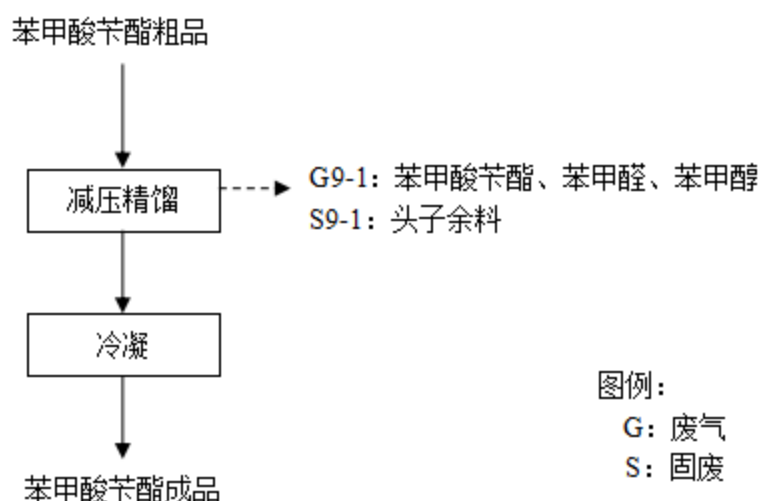 苯甲酸苄酯粗品
减压精馏
G9-1：苯甲酸苄酯、苯甲醛、苯甲醇
S9-1：头子余料
冷凝
图例：
G：废气
S：固废
苯甲酸苄酯成品